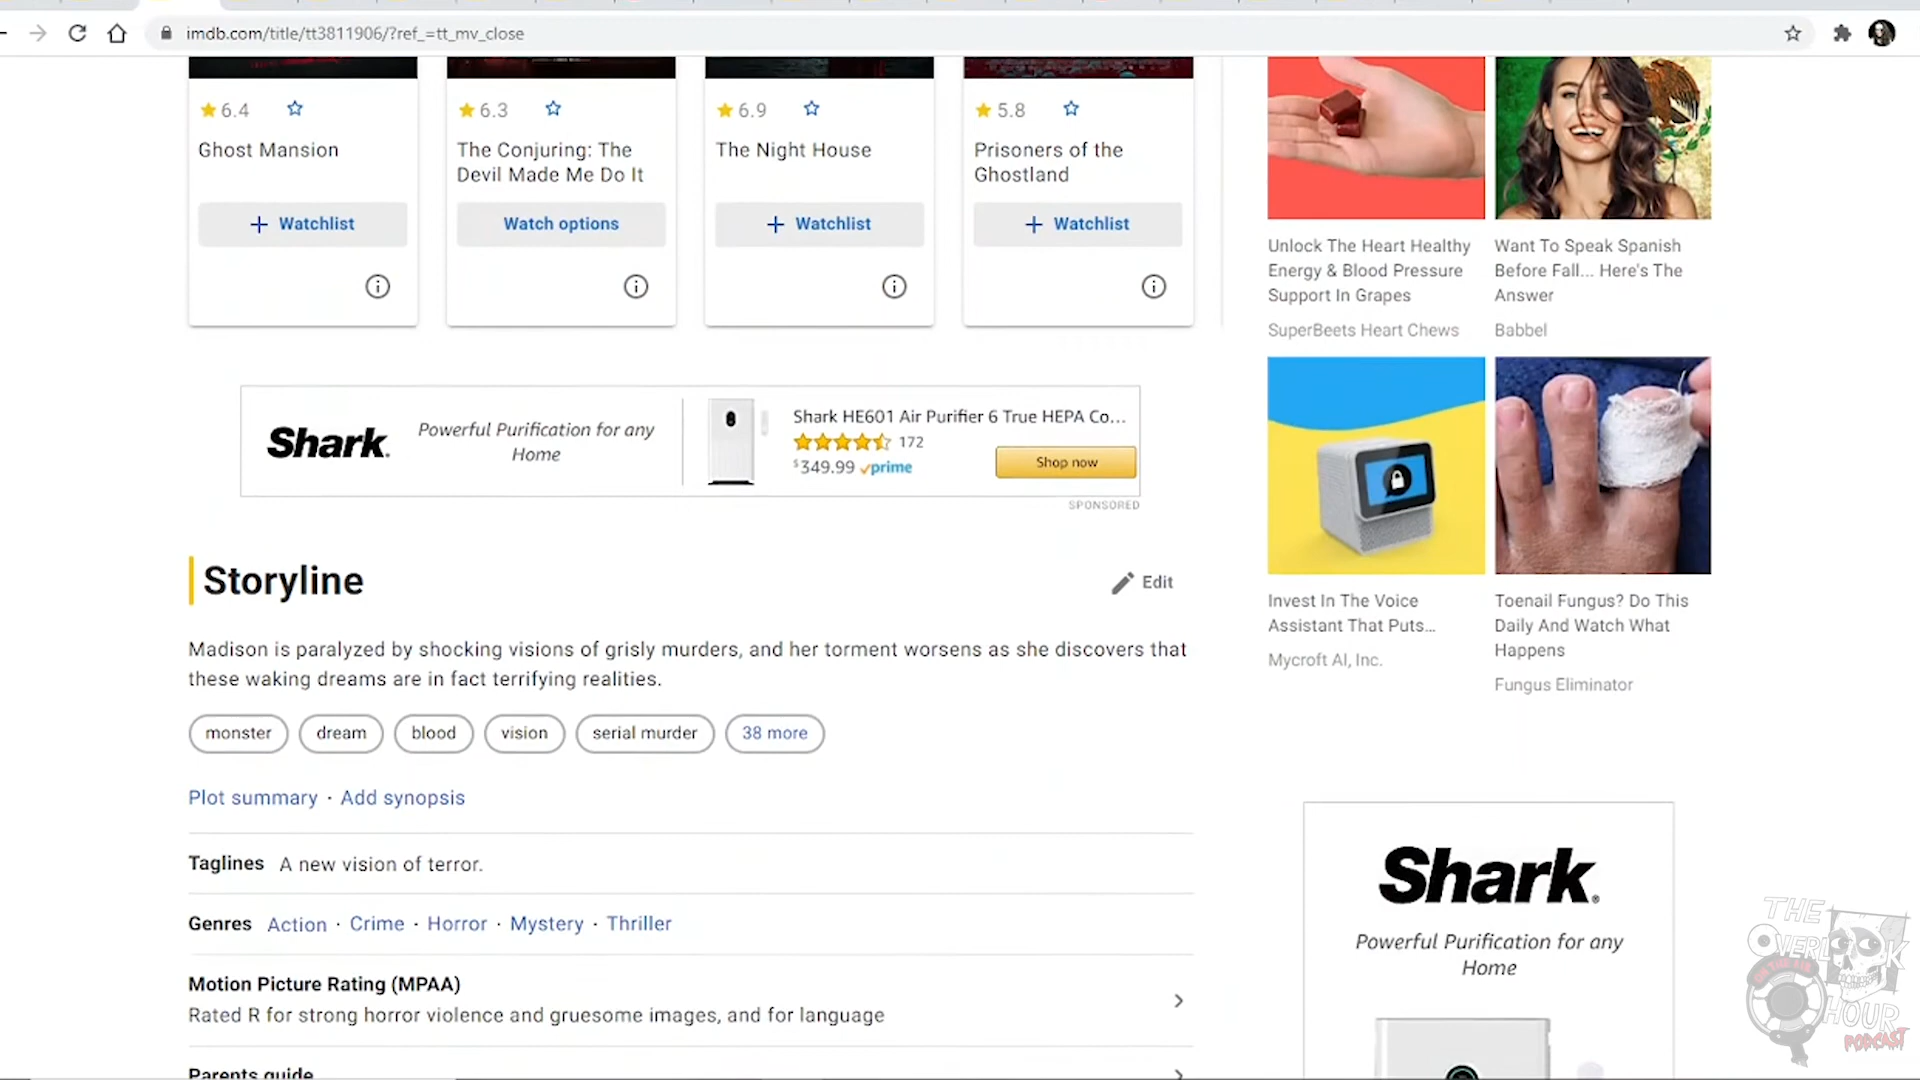 imdb.com/title/tt3811906/?ref_=tt_mv_close
6.4
6.3
6.9
5.8
Ghost Mansion
The Conjuring: The
Devil Made Me Do It
The Night House
Prisoners of the
Ghostland
+ Watchlist
Watch options
+ Watchlist
+ Watchlist
Unlock The Heart Healthy
Energy & Blood Pressure
Support In Grapes
SuperBeets Heart Chews
Want To Speak Spanish
Before Fall... Here's The
Answer
Babbel
Shark.
Powerful Purification for any
Home
Shark HE601 Air Purifier 6 True HEPA Co...
172
$349.99 prime
Shop now
SPONSORED
Invest In The Voice
Assistant That Puts...
Mycroft AI, Inc.
Toenail Fungus? Do This
Daily And Watch What
Happens
Fungus Eliminator
Storyline
Edit
Madison is paralyzed by shocking visions of grisly murders, and her torment worsens as she discovers that
these waking dreams are in fact terrifying realities.
monster
dream
blood
vision
serial murder
38 more
Plot summary · Add synopsis
Taglines A new vision of terror.
Genres Action · Crime · Horror · Mystery · Thriller
Motion Picture Rating (MPAA)
Rated R for strong horror violence and gruesome images, and for language
Parents guide
Shark.
Powerful Purification for any
Home
THE
OVERLOOK
ON THE AIR
HOUR
PODCAST